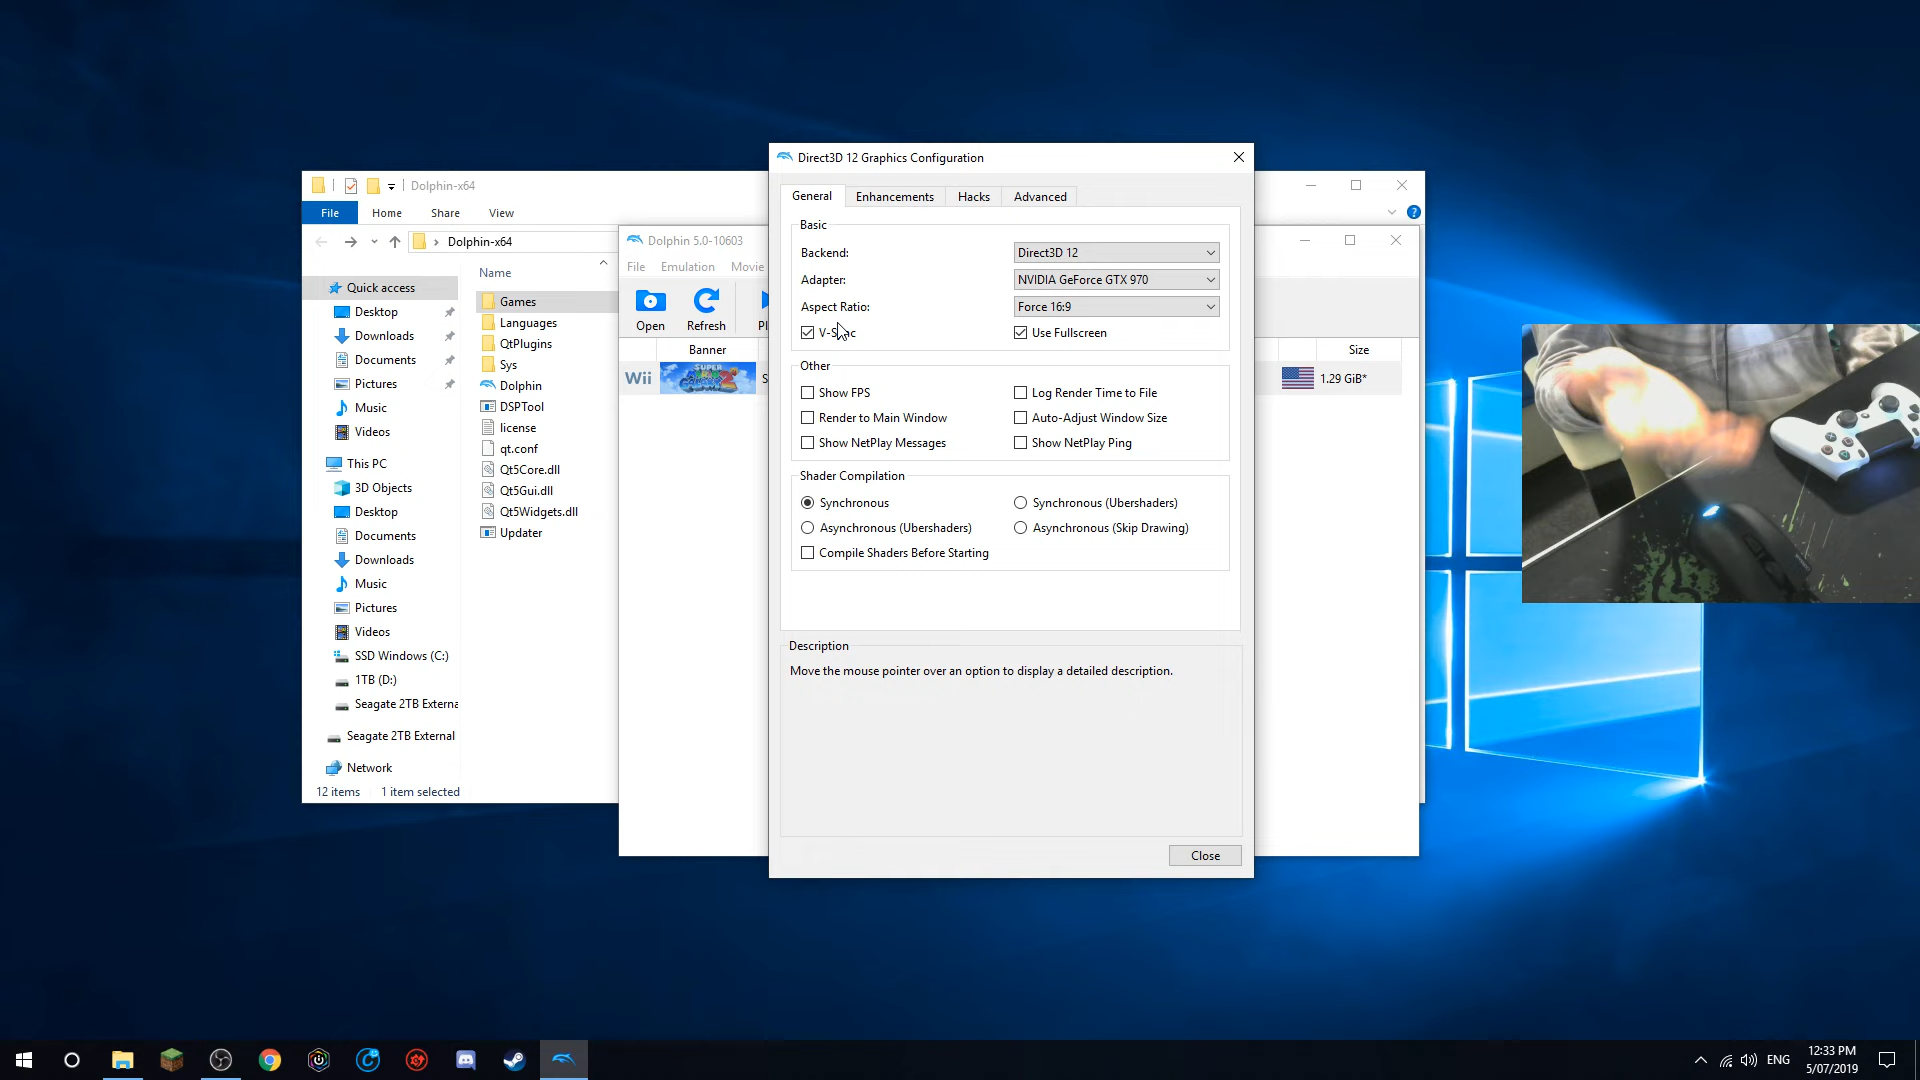 Dolphin-x64
File Home Share View
Dolphin-x64
Name
Quick access
Desktop
Downloads
Documents
Pictures
Music
Videos
This PC
3D Objects
Desktop
Documents
Downloads
Music
Pictures
Videos
SSD Windows (C:)
1TB (D:)
Seagate 2TB Externa
Seagate 2TB External
Network
12 items 1 item selected
Games
Languages
QtPlugins
Sys
Dolphin
DSPTool
license
qt.conf
Qt5Core.dll
Qt5Gui.dll
Qt5Widgets.dll
Updater
Dolphin 5.0-10603
File Emulation Movie
Open Refresh Pl
Banner Size
Wii SUPER MARIO GALAXY 2 S 1.29 GiB*
Direct3D 12 Graphics Configuration
General Enhancements Hacks Advanced
Basic
Backend: Direct3D 12
Adapter: NVIDIA GeForce GTX 970
Aspect Ratio: Force 16:9
Use Fullscreen
Other
Show FPS Log Render Time to File
Render to Main Window Auto-Adjust Window Size
Show NetPlay Messages Show NetPlay Ping
Shader Compilation
Synchronous Synchronous (Ubershaders)
Asynchronous (Ubershaders) Asynchronous (Skip Drawing)
Compile Shaders Before Starting
Description
Move the mouse pointer over an option to display a detailed description.
Close
ENG
12:33 PM
5/07/2019